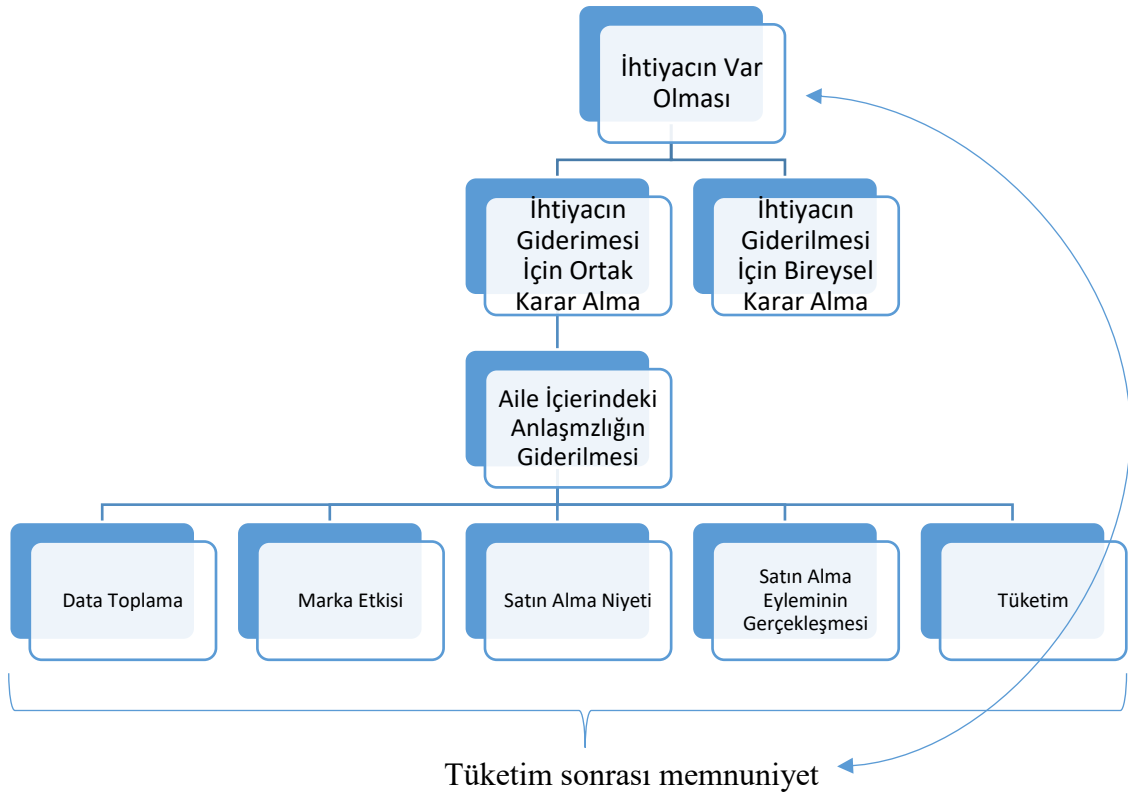 İhtiyacın Var
Olması
İhtiyacın
Giderimesi
İçin Ortak
Karar Alma
İhtiyacın
Giderilmesi
İçin Bireysel
Karar Alma
Aile İçierindeki
Anlaşmzlığın
Giderilmesi
Data Toplama
Marka Etkisi
Satın Alma Niyeti
Satın Alma
Eyleminin
Gerçekleşmesi
Tüketim
Tüketim sonrası memnuniyet